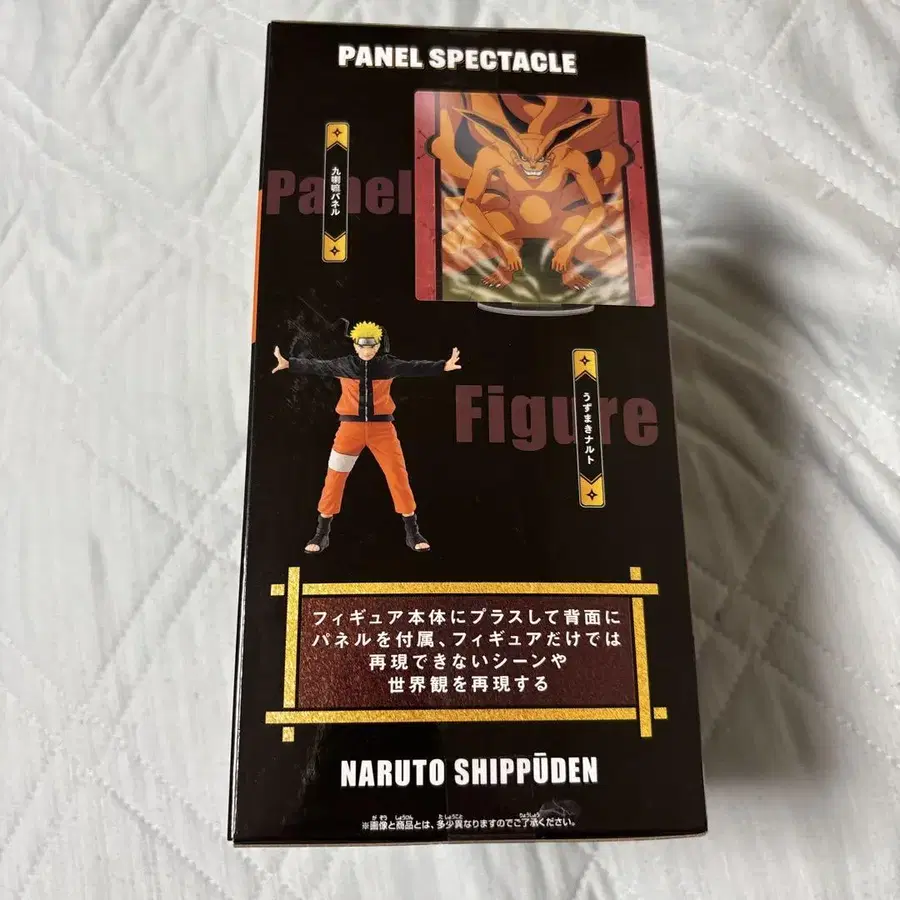 PANEL SPECTACLE
九喇嘛パネル
Panel
Figure
うずまきナルト
フィギュア本体にプラスして背面に
パネルを付属、フィギュアだけでは
再現できないシーンや
世界観を再現する
NARUTO SHIPPŪDEN
※画像と商品とは、多少異なりますのでご了承ください。